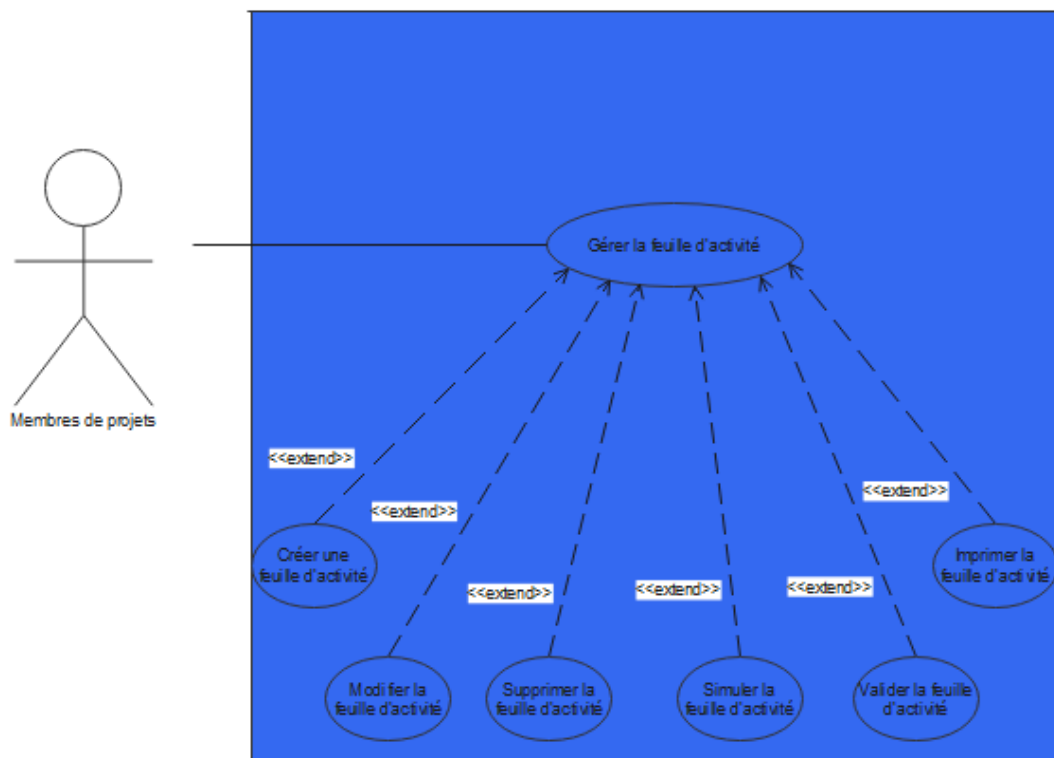 Gérer la feuille d'activité
Membres de projets
<<extend>>
<<extend>>
<<extend>>
Créer une
feuille d'activité
Imprimer la
feuille d'activité
<<extend>>
<<extend>>
<<extend>>
Modifier la
feuille d'activité
Supprimer la
feuille d'activité
Simuler la
feuille d'activité
Valider la feuille
d'activité